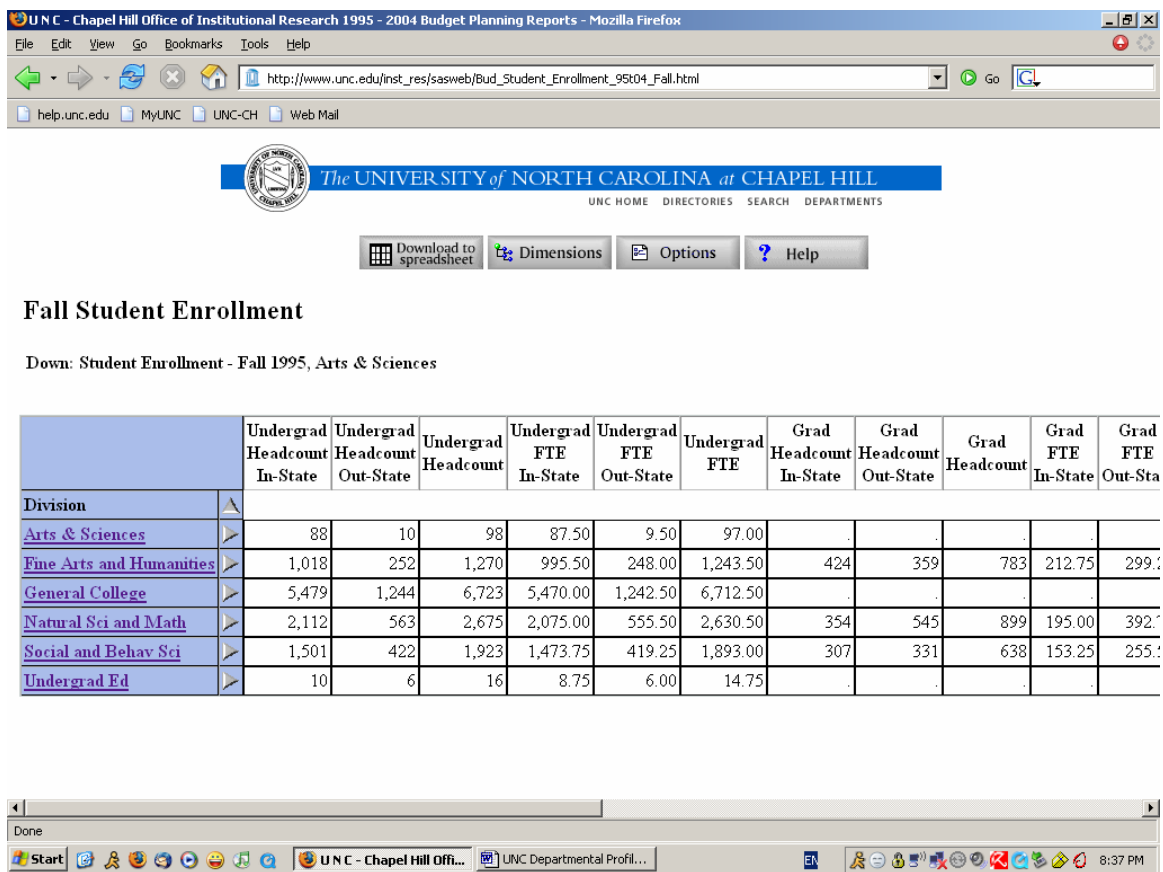 U N C - Chapel Hill Office of Institutional Research 1995 - 2004 Budget Planning Reports - Mozilla Firefox
File Edit View Go Bookmarks Tools Help
http://www.unc.edu/inst_res/sasweb/Bud_Student_Enrollment_95t04_Fall.html Go G
help.unc.edu MyUNC UNC-CH Web Mail
The UNIVERSITY of NORTH CAROLINA at CHAPEL HILL
UNC HOME DIRECTORIES SEARCH DEPARTMENTS
Download to spreadsheet Dimensions Options ? Help
Fall Student Enrollment
Down: Student Enrollment - Fall 1995, Arts & Sciences
Undergrad Headcount In-State Undergrad Headcount Out-State Undergrad Headcount Undergrad FTE In-State Undergrad FTE Out-State Undergrad FTE Grad Headcount In-State Grad Headcount Out-State Grad Headcount Grad FTE In-State Grad FTE Out-Sta
Division
Arts & Sciences 88 10 98 87.50 9.50 97.00 . . . .
Fine Arts and Humanities 1,018 252 1,270 995.50 248.00 1,243.50 424 359 783 212.75 299.2
General College 5,479 1,244 6,723 5,470.00 1,242.50 6,712.50 . . . .
Natural Sci and Math 2,112 563 2,675 2,075.00 555.50 2,630.50 354 545 899 195.00 392.7
Social and Behav Sci 1,501 422 1,923 1,473.75 419.25 1,893.00 307 331 638 153.25 255.5
Undergrad Ed 10 6 16 8.75 6.00 14.75 . . . .
Done
Start U N C - Chapel Hill Offi... UNC Departmental Profil... EN 8:37 PM